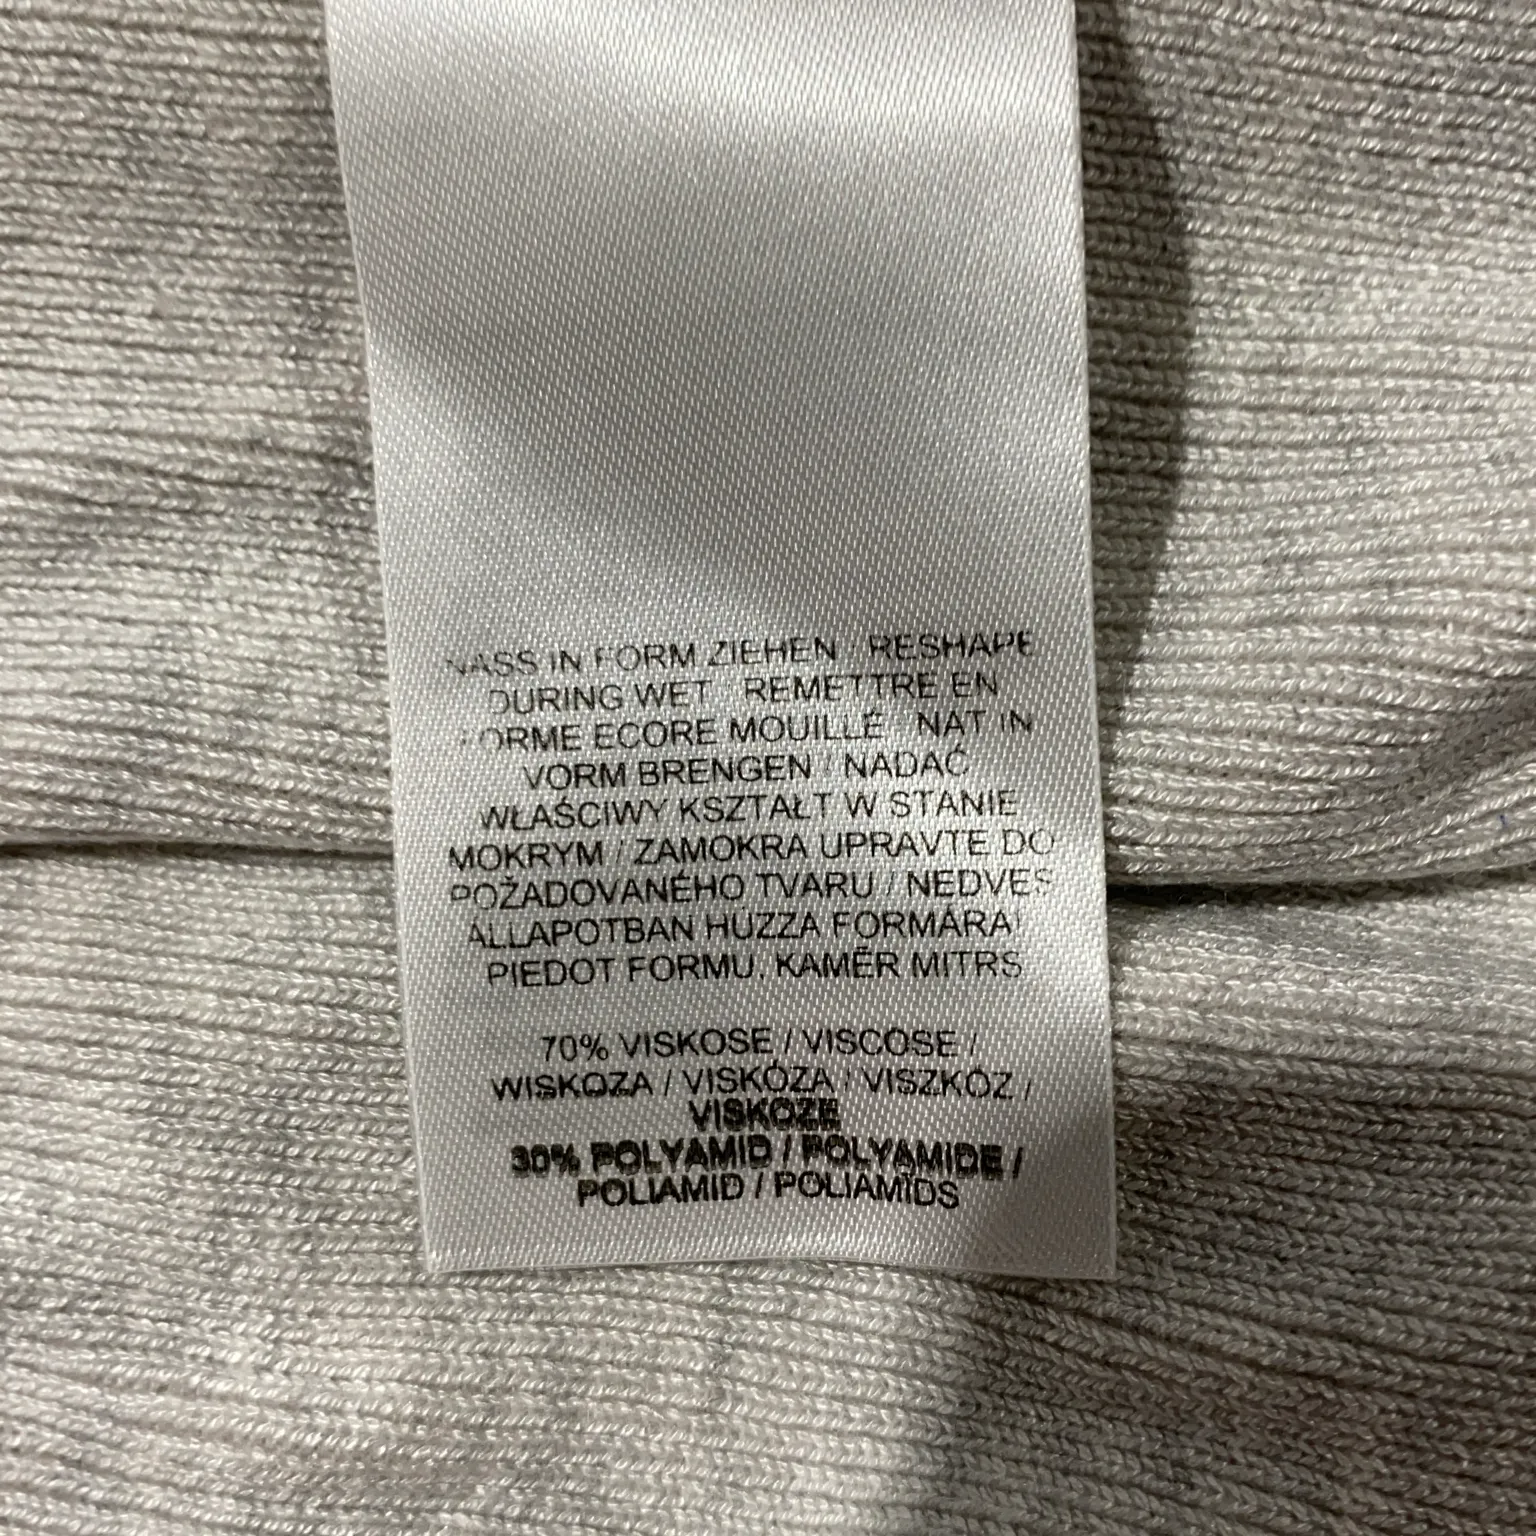 NASS IN FORM ZIEHEN / RESHAPE
DURING WET / REMETTRE EN
FORME ECORE MOUILLÉ / NAT IN
VORM BRENGEN / NADAĆ
WŁAŚCIWY KSZTAŁT W STANIE
MOKRYM / ZAMOKRA UPRAVTE DO
POŽADOVANÉHO TVARU / NEDVES
ÁLLAPOTBAN HÚZZA FORMÁRA/
PIEDOT FORMU, KAMĒR MITRS
70% VISKOSE / VISCOSE /
WISKOZA / VISKÓZA / VISZKÓZ /
VISKOZE
30% POLYAMID / POLYAMIDE /
POLIAMID / POLIAMĪDS